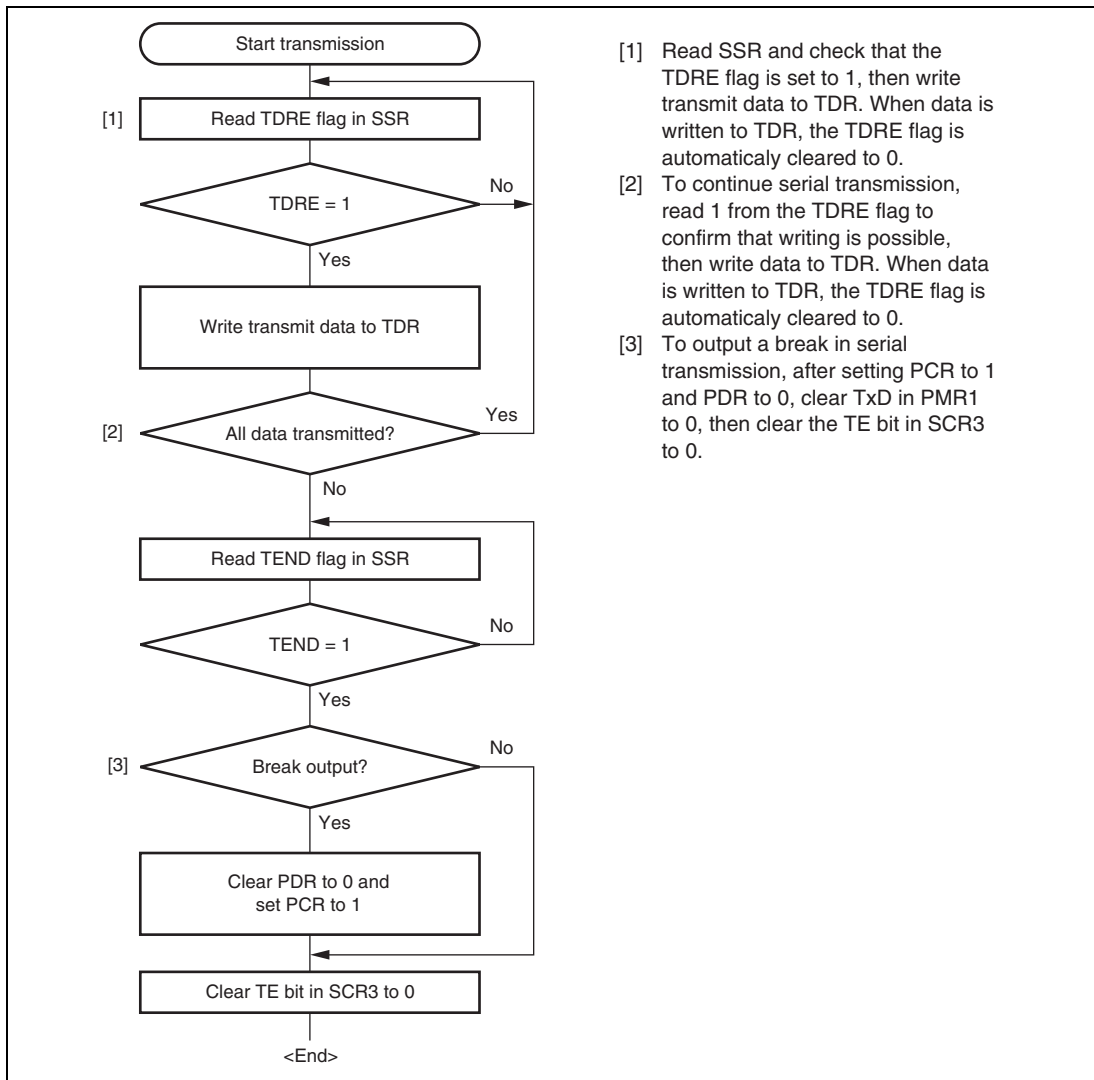 Start transmission
[1]
Read TDRE flag in SSR
TDRE = 1
No
Yes
Write transmit data to TDR
[2]
All data transmitted?
Yes
No
Read TEND flag in SSR
TEND = 1
No
Yes
[3]
Break output?
No
Yes
Clear PDR to 0 and
set PCR to 1
Clear TE bit in SCR3 to 0
<End>
[1] Read SSR and check that the
TDRE flag is set to 1, then write
transmit data to TDR. When data is
written to TDR, the TDRE flag is
automaticaly cleared to 0.
[2] To continue serial transmission,
read 1 from the TDRE flag to
confirm that writing is possible,
then write data to TDR. When data
is written to TDR, the TDRE flag is
automaticaly cleared to 0.
[3] To output a break in serial
transmission, after setting PCR to 1
and PDR to 0, clear TxD in PMR1
to 0, then clear the TE bit in SCR3
to 0.